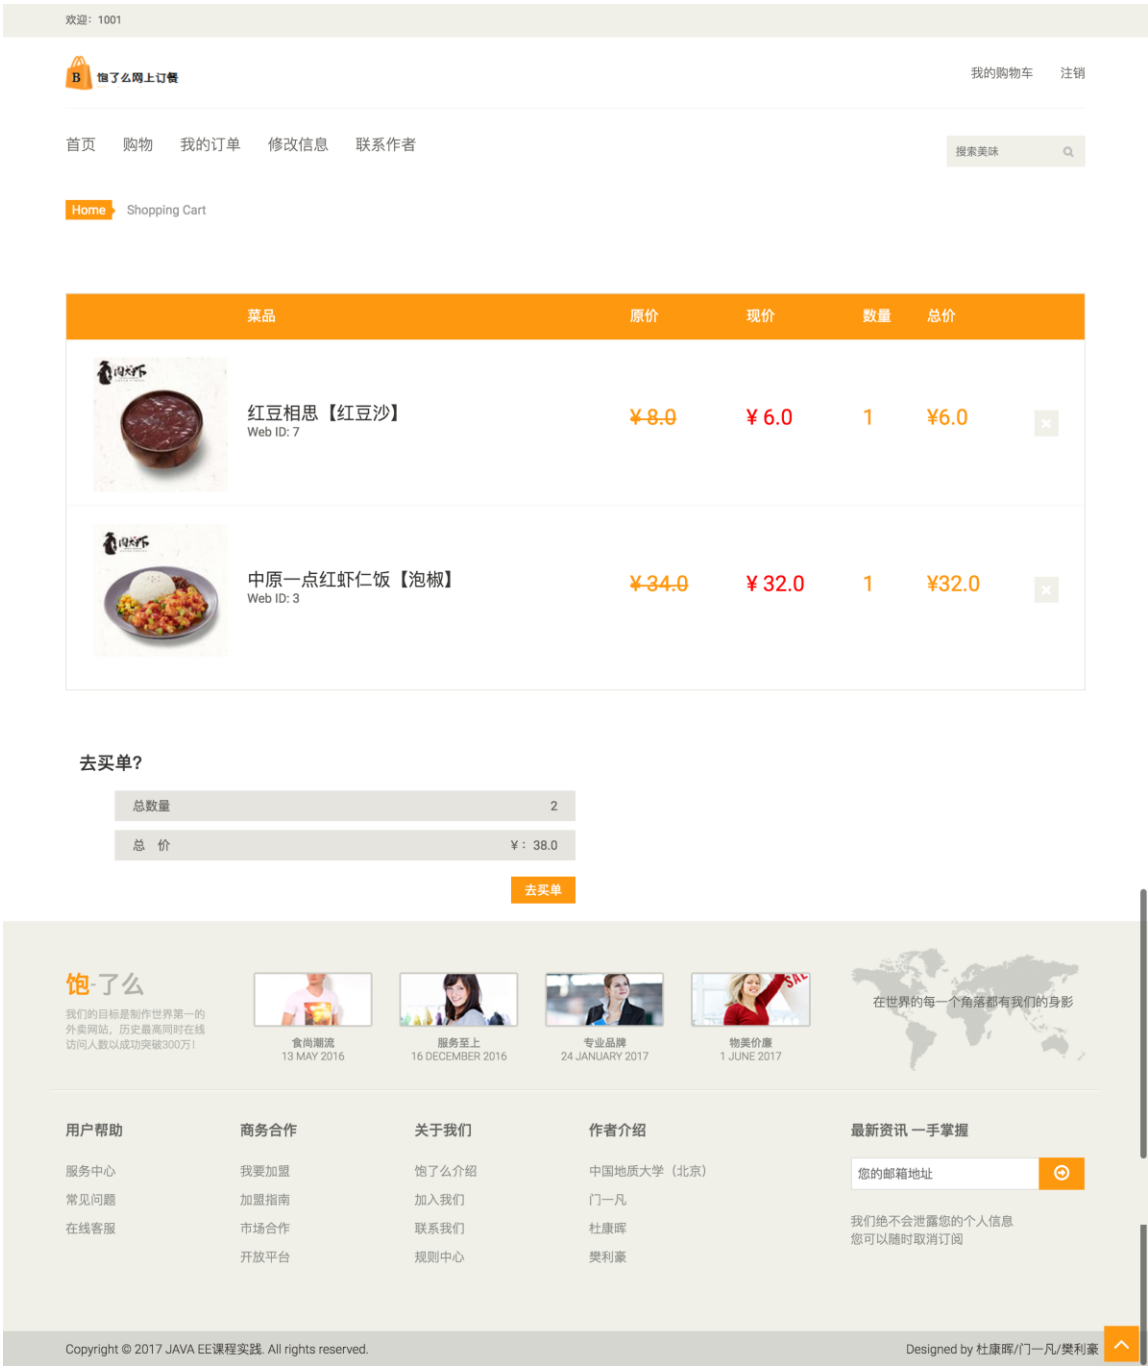 欢迎：1001
B 饱了么网上订餐
我的购物车 注销
首页 购物 我的订单 修改信息 联系作者
搜索美味
Home Shopping Cart
菜品 原价 现价 数量 总价
红豆相思【红豆沙】
Web ID: 7
¥ 8.0 ¥ 6.0 1 ¥6.0
中原一点红虾仁饭【泡椒】
Web ID: 3
¥ 34.0 ¥ 32.0 1 ¥32.0
去买单?
总数量 2
总 价 ¥：38.0
去买单
饱-了么
我们的目标是制作世界第一的
外卖网站，历史最高同时在线
访问人数以成功突破300万!
食尚潮流
13 MAY 2016
服务至上
16 DECEMBER 2016
专业品牌
24 JANUARY 2017
SALE
物美价廉
1 JUNE 2017
在世界的每一个角落都有我们的身影
用户帮助
服务中心
常见问题
在线客服
商务合作
我要加盟
加盟指南
市场合作
开放平台
关于我们
饱了么介绍
加入我们
联系我们
规则中心
作者介绍
中国地质大学（北京）
门一凡
杜康晖
樊利豪
最新资讯 一手掌握
您的邮箱地址
我们绝不会泄露您的个人信息
您可以随时取消订阅
Copyright © 2017 JAVA EE课程实践. All rights reserved.
Designed by 杜康晖/门一凡/樊利豪